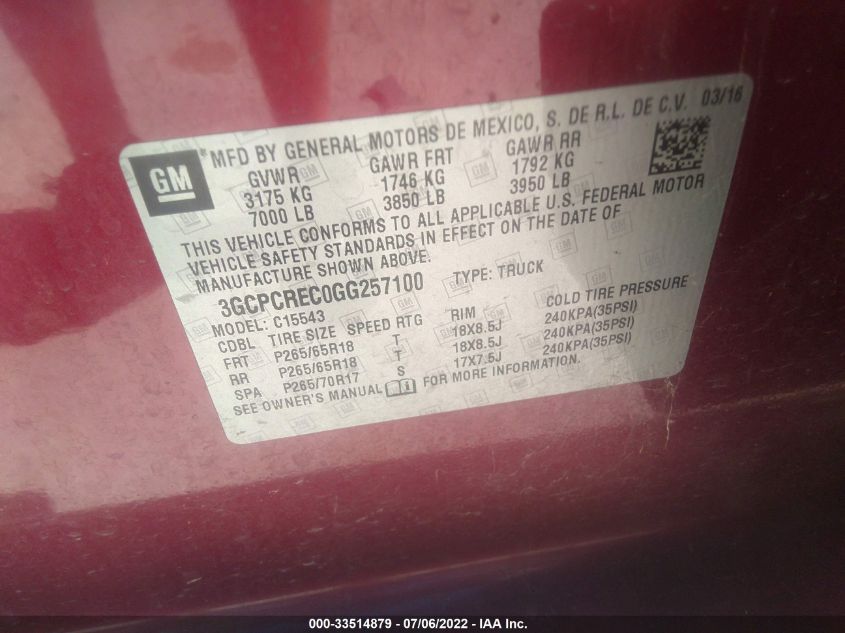 GM
MFD BY GENERAL MOTORS DE MEXICO, S. DE R.L. DE C.V. 03/16
GVWR GAWR FRT GAWR RR
3175 KG 1746 KG 1792 KG
7000 LB 3850 LB 3950 LB
THIS VEHICLE CONFORMS TO ALL APPLICABLE U.S. FEDERAL MOTOR
VEHICLE SAFETY STANDARDS IN EFFECT ON THE DATE OF
MANUFACTURE SHOWN ABOVE.
3GCPCREC0GG257100 TYPE: TRUCK
MODEL: C15543
CDBL TIRE SIZE SPEED RTG RIM COLD TIRE PRESSURE
FRT P265/65R18 T 18X8.5J 240KPA(35PSI)
RR P265/65R18 T 18X8.5J 240KPA(35PSI)
SPA P265/70R17 S 17X7.5J 240KPA(35PSI)
SEE OWNER'S MANUAL FOR MORE INFORMATION.
000-33514879 / 07/06/2022 - IAA Inc.